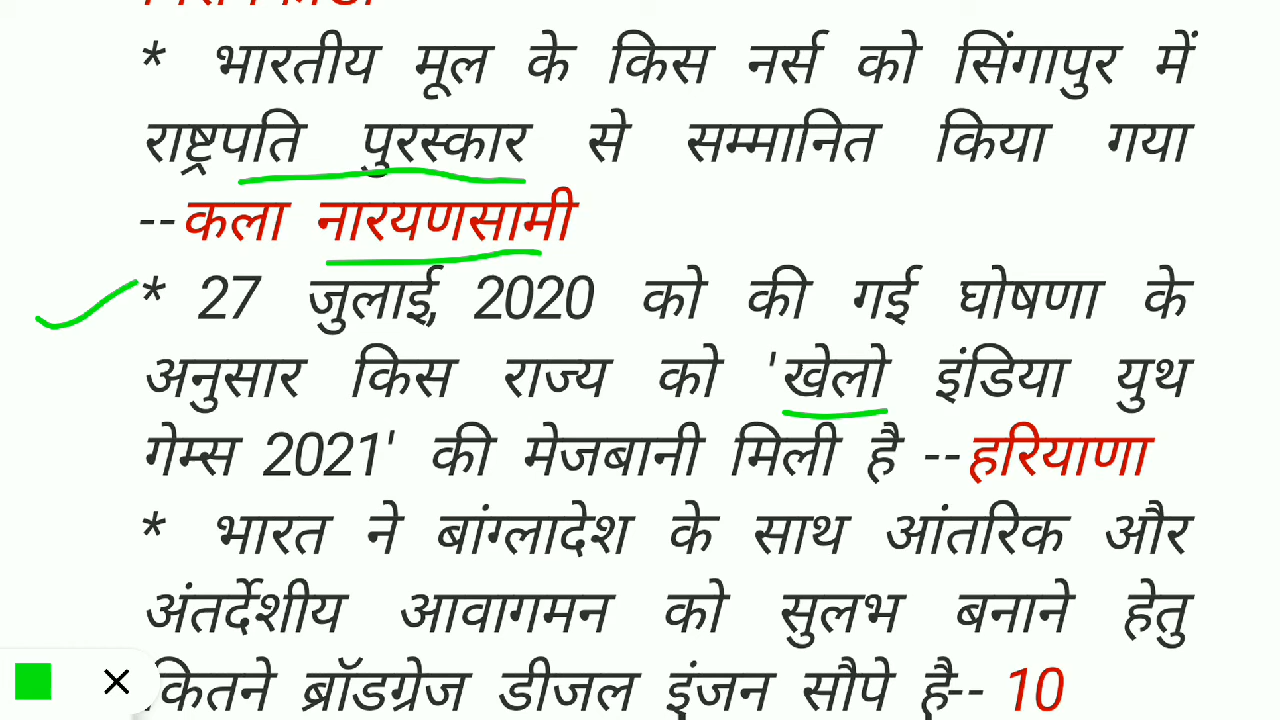 * भारतीय मूल के किस नर्स को सिंगापुर में
राष्ट्रपति पुरस्कार से सम्मानित किया गया
--कला नारयणसामी
* 27 जुलाई, 2020 को की गई घोषणा के
अनुसार किस राज्य को 'खेलो इंडिया युथ
गेम्स 2021' की मेजबानी मिली है --हरियाणा
* भारत ने बांग्लादेश के साथ आंतरिक और
अंतर्देशीय आवागमन को सुलभ बनाने हेतु
कितने ब्रॉडग्रेज डीजल इंजन सौपे है-- 10